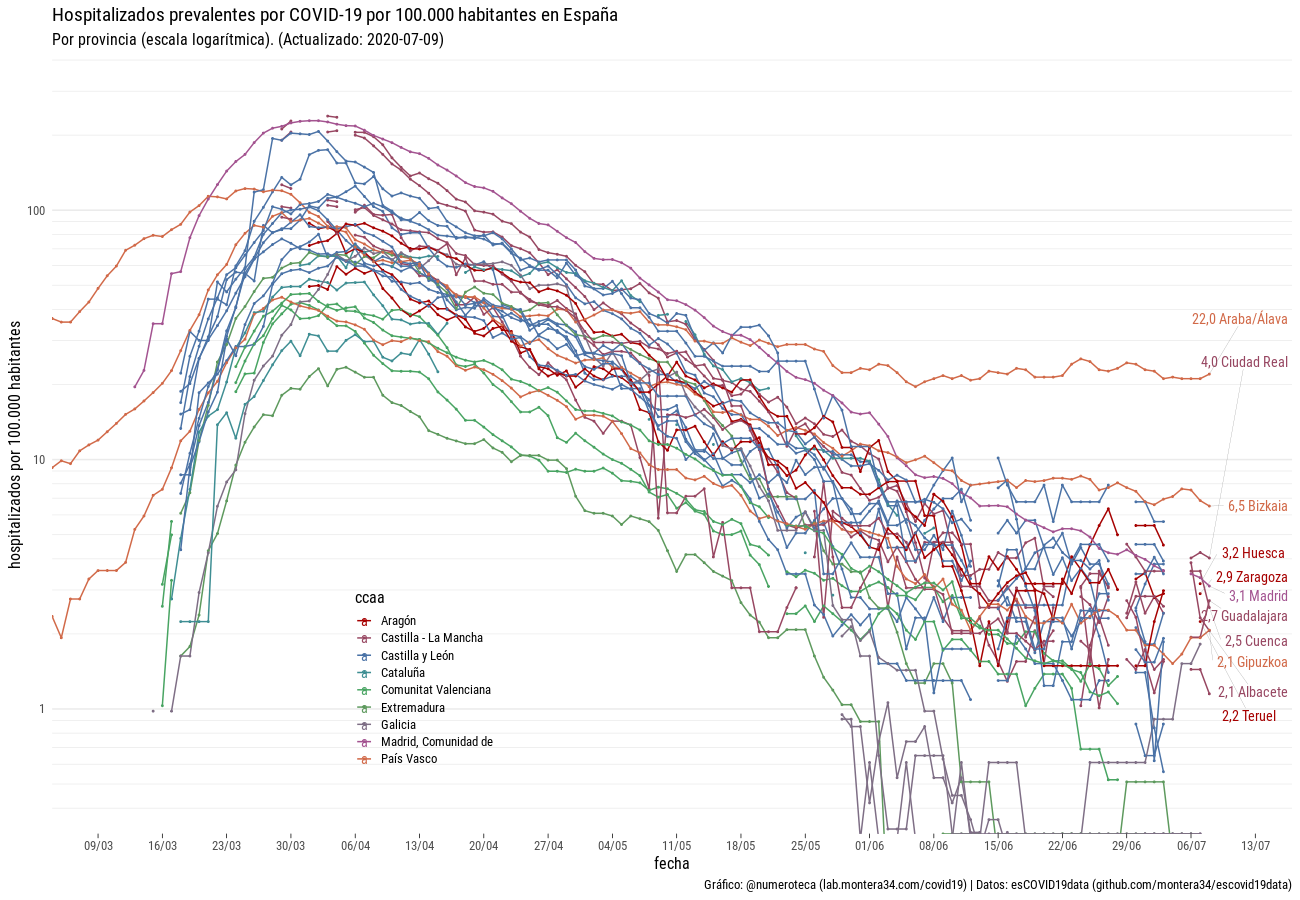 Hospitalizados prevalentes por COVID-19 por 100.000 habitantes en España
Por provincia (escala logarítmica). (Actualizado: 2020-07-09)
hospitalizados por 100.000 habitantes
100
10
1
22,0 Araba/Álava
4,0 Ciudad Real
6,5 Bizkaia
3,2 Huesca
2,9 Zaragoza
3,1 Madrid
2,7 Guadalajara
2,5 Cuenca
2,1 Gipuzkoa
2,1 Albacete
2,2 Teruel
ccaa
Aragón
Castilla - La Mancha
Castilla y León
Cataluña
Comunitat Valenciana
Extremadura
Galicia
Madrid, Comunidad de
País Vasco
09/03 16/03 23/03 30/03 06/04 13/04 20/04 27/04 04/05 11/05 18/05 25/05 01/06 08/06 15/06 22/06 29/06 06/07 13/07
fecha
Gráfico: @numeroteca (lab.montera34.com/covid19) | Datos: esCOVID19data (github.com/montera34/escovid19data)